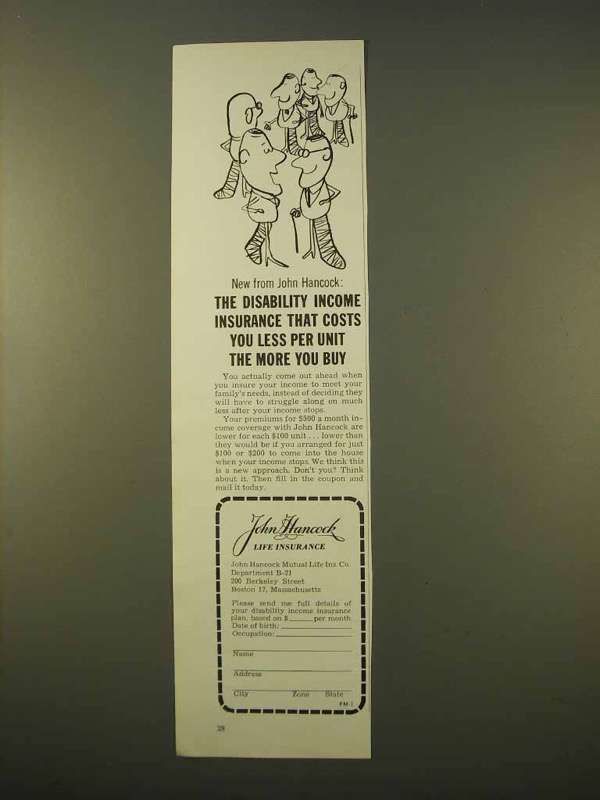 New from John Hancock:
THE DISABILITY INCOME
INSURANCE THAT COSTS
YOU LESS PER UNIT
THE MORE YOU BUY
You actually come out ahead when
you insure your income to meet your
family's needs, instead of deciding they
will have to struggle along on much
less after your income stops.
Your premiums for $300 a month in-
come coverage with John Hancock are
lower for each $100 unit . . . lower than
they would be if you arranged for just
$100 or $200 to come into the house
when your income stops. We think this
is a new approach. Don't you? Think
about it. Then fill in the coupon and
mail it today.
John Hancock
LIFE INSURANCE
John Hancock Mutual Life Ins. Co.
Department B-21
200 Berkeley Street
Boston 17, Massachusetts
Please send me full details of
your disability income insurance
plan, based on $_____ per month.
Date of birth:
Occupation:
Name
Address
City Zone State
FM-1
28